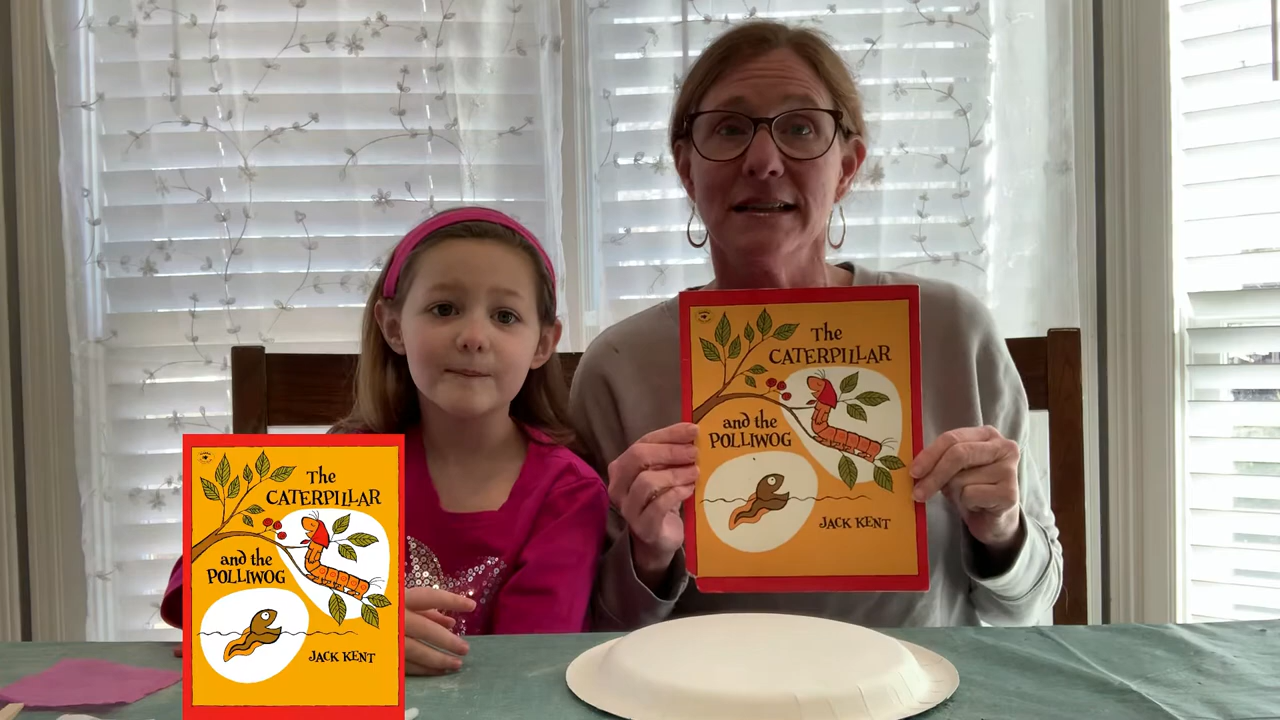 The
CATERPILLAR
and the
POLLIWOG
JACK KENT
The
CATERPILLAR
and the
POLLIWOG
JACK KENT